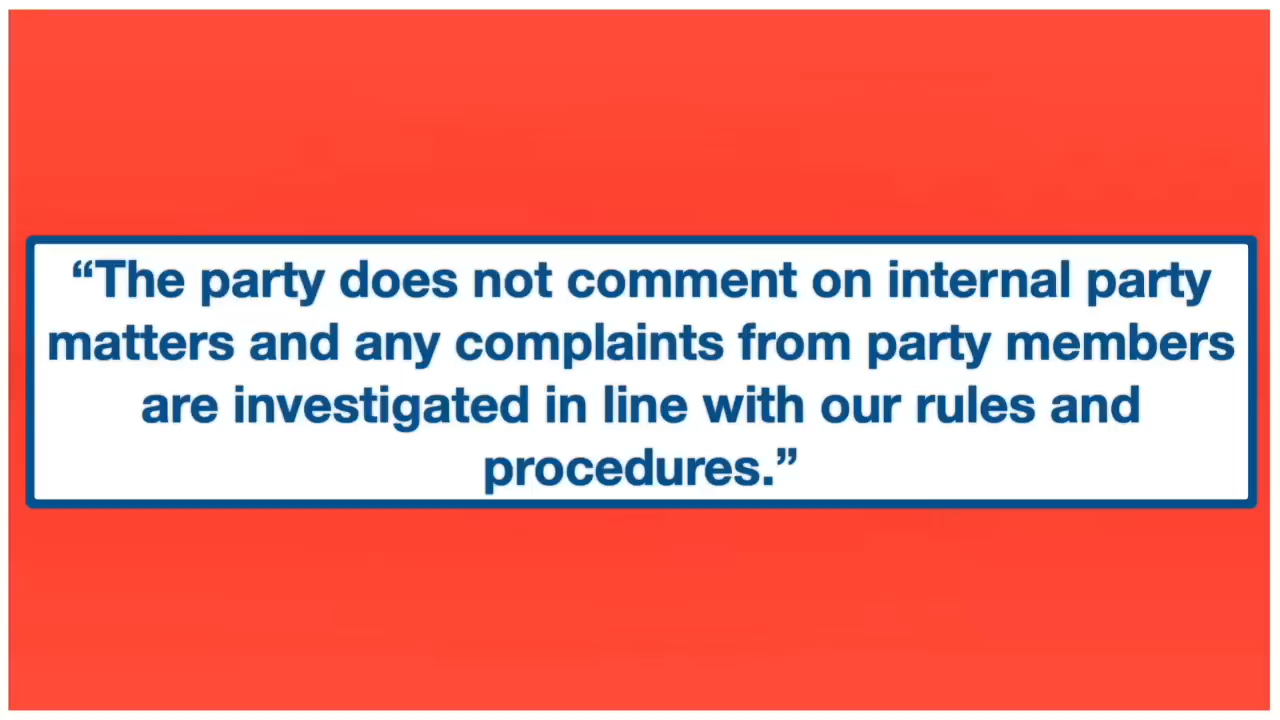 “The party does not comment on internal party
matters and any complaints from party members
are investigated in line with our rules and
procedures.”